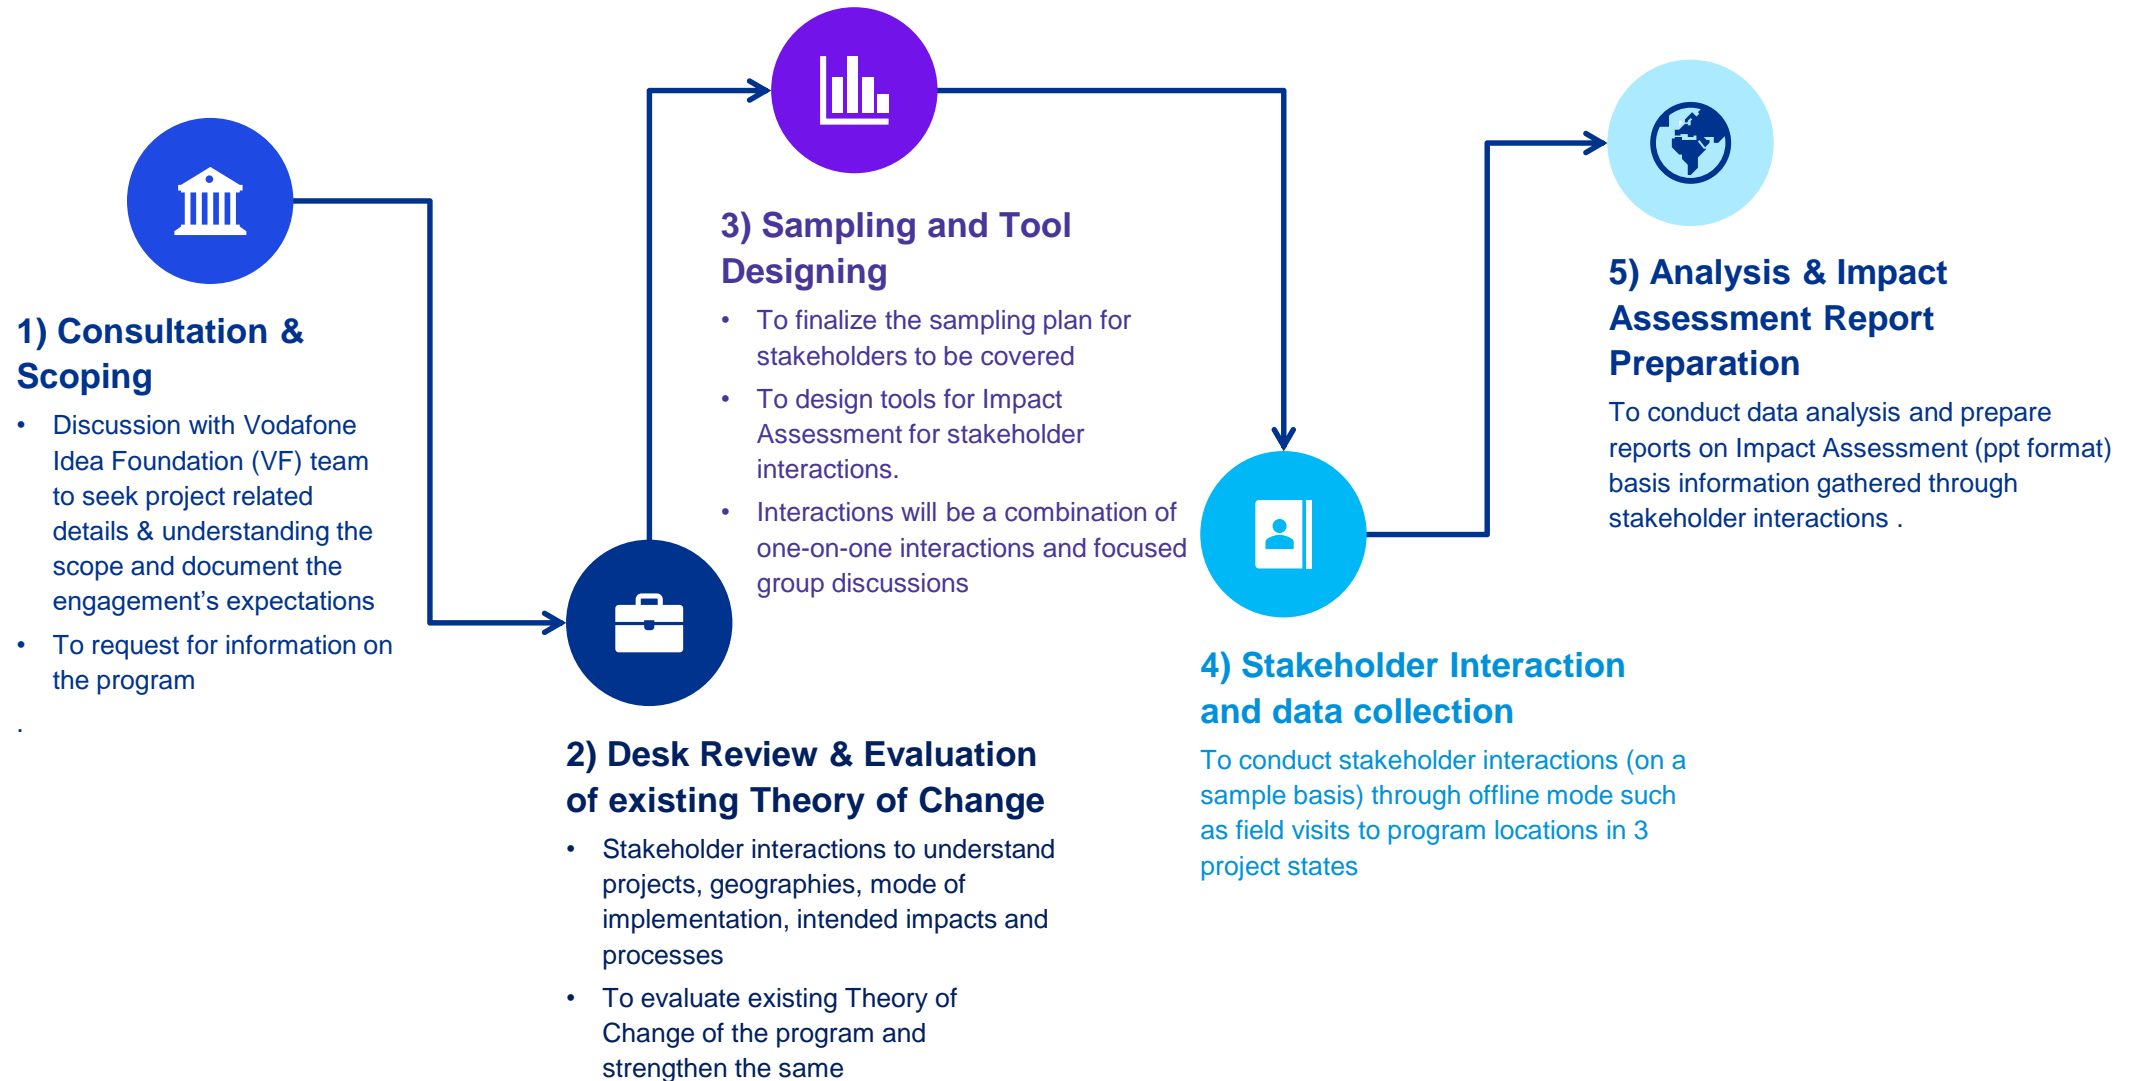 1) Consultation &
Scoping
• Discussion with Vodafone
Idea Foundation (VF) team
to seek project related
details & understanding the
scope and document the
engagement’s expectations
• To request for information on
the program
.
2) Desk Review & Evaluation
of existing Theory of Change
• Stakeholder interactions to understand
projects, geographies, mode of
implementation, intended impacts and
processes
• To evaluate existing Theory of
Change of the program and
strengthen the same
3) Sampling and Tool
Designing
• To finalize the sampling plan for
stakeholders to be covered
• To design tools for Impact
Assessment for stakeholder
interactions.
• Interactions will be a combination of
one-on-one interactions and focused
group discussions
4) Stakeholder Interaction
and data collection
To conduct stakeholder interactions (on a
sample basis) through offline mode such
as field visits to program locations in 3
project states
5) Analysis & Impact
Assessment Report
Preparation
To conduct data analysis and prepare
reports on Impact Assessment (ppt format)
basis information gathered through
stakeholder interactions .